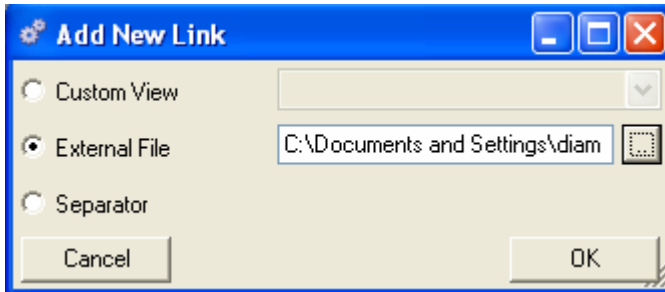 Add New Link
Custom View
External File C:\Documents and Settings\diam ...
Separator
Cancel OK